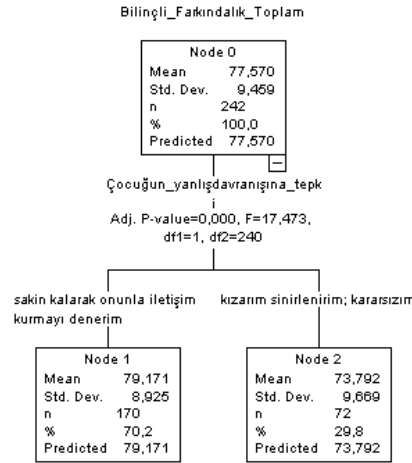 Bilinçli_Farkındalık_Toplam
Node 0
Mean 77,570
Std. Dev. 9,459
n 242
% 100,0
Predicted 77,570
Çocuğun_yanlışdavranışına_tepk
i
Adj. P-value=0,000, F=17,473,
df1=1, df2=240
sakin kalarak onunla iletişim
kurmayı denerim
kızarım sinirlenirim; kararsızım
Node 1
Mean 79,171
Std. Dev. 8,925
n 170
% 70,2
Predicted 79,171
Node 2
Mean 73,792
Std. Dev. 9,669
n 72
% 29,8
Predicted 73,792